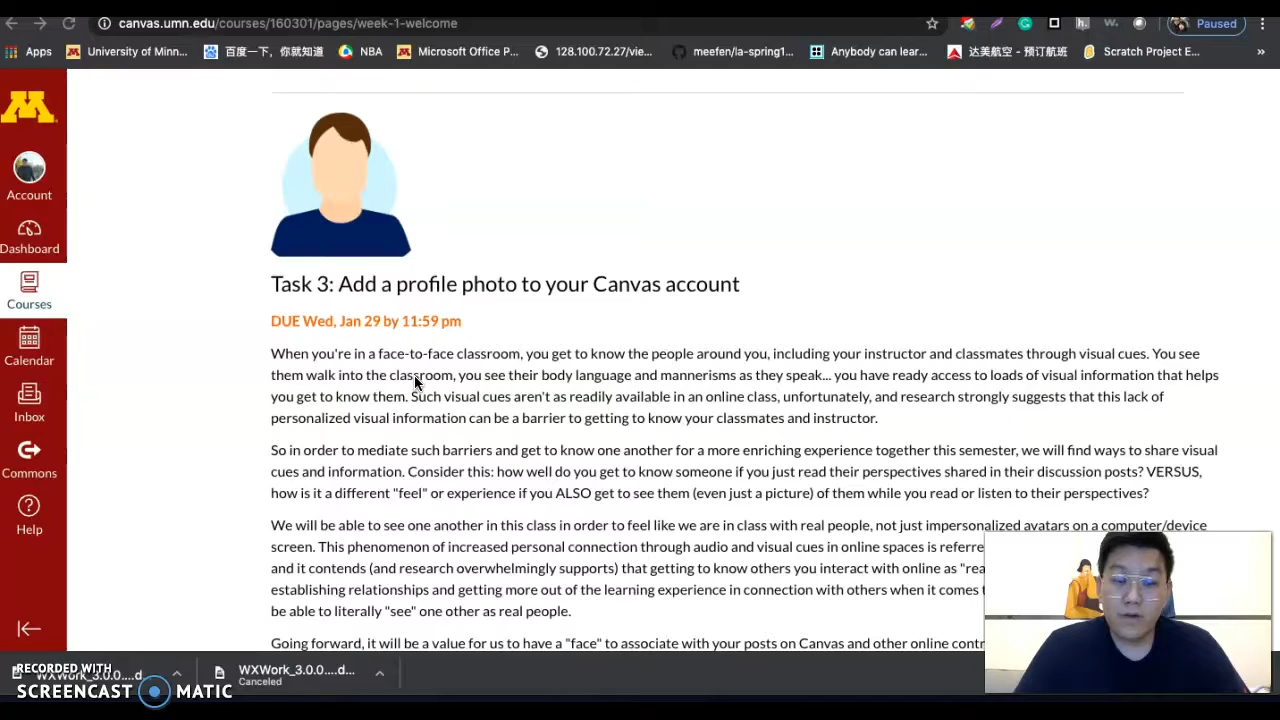 canvas.umn.edu/courses/160301/pages/week-1-welcome
Paused
Apps
University of Minn...
百度一下，你就知道
NBA
Microsoft Office P...
128.100.72.27/vie...
meefen/la-spring1...
Anybody can lear...
达美航空 - 预订航班
Scratch Project E...
»
Account
Dashboard
Courses
Calendar
Inbox
Commons
Help
Task 3: Add a profile photo to your Canvas account
DUE Wed, Jan 29 by 11:59 pm
When you're in a face-to-face classroom, you get to know the people around you, including your instructor and classmates through visual cues. You see
them walk into the classroom, you see their body language and mannerisms as they speak... you have ready access to loads of visual information that helps
you get to know them. Such visual cues aren't as readily available in an online class, unfortunately, and research strongly suggests that this lack of
personalized visual information can be a barrier to getting to know your classmates and instructor.
So in order to mediate such barriers and get to know one another for a more enriching experience together this semester, we will find ways to share visual
cues and information. Consider this: how well do you get to know someone if you just read their perspectives shared in their discussion posts? VERSUS,
how is it a different "feel" or experience if you ALSO get to see them (even just a picture) of them while you read or listen to their perspectives?
We will be able to see one another in this class in order to feel like we are in class with real people, not just impersonalized avatars on a computer/device
screen. This phenomenon of increased personal connection through audio and visual cues in online spaces is referre
and it contends (and research overwhelmingly supports) that getting to know others you interact with online as "rea
establishing relationships and getting more out of the learning experience in connection with others when it comes t
be able to literally "see" one other as real people.
Going forward, it will be a value for us to have a "face" to associate with your posts on Canvas and other online contr
WXWork_3.0.0....d...
WXWork_3.0.0....d...
Canceled
RECORDED WITH
SCREENCAST MATIC